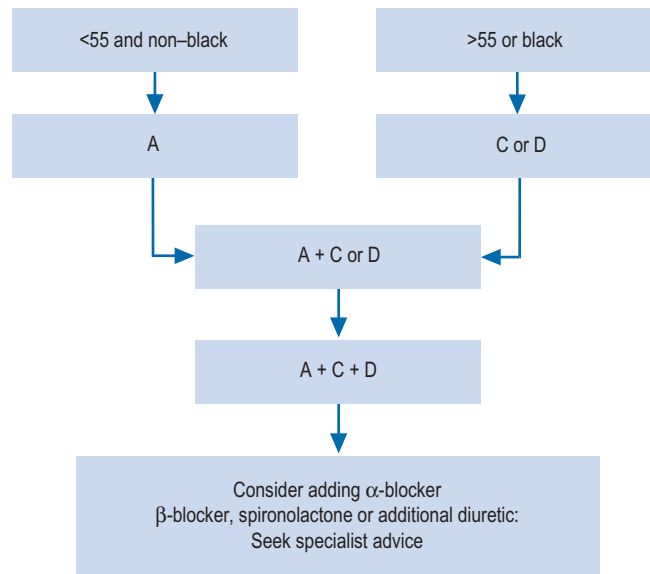 <55 and non–black
>55 or black
A
C or D
A + C or D
A + C + D
Consider adding α-blocker
β-blocker, spironolactone or additional diuretic:
Seek specialist advice